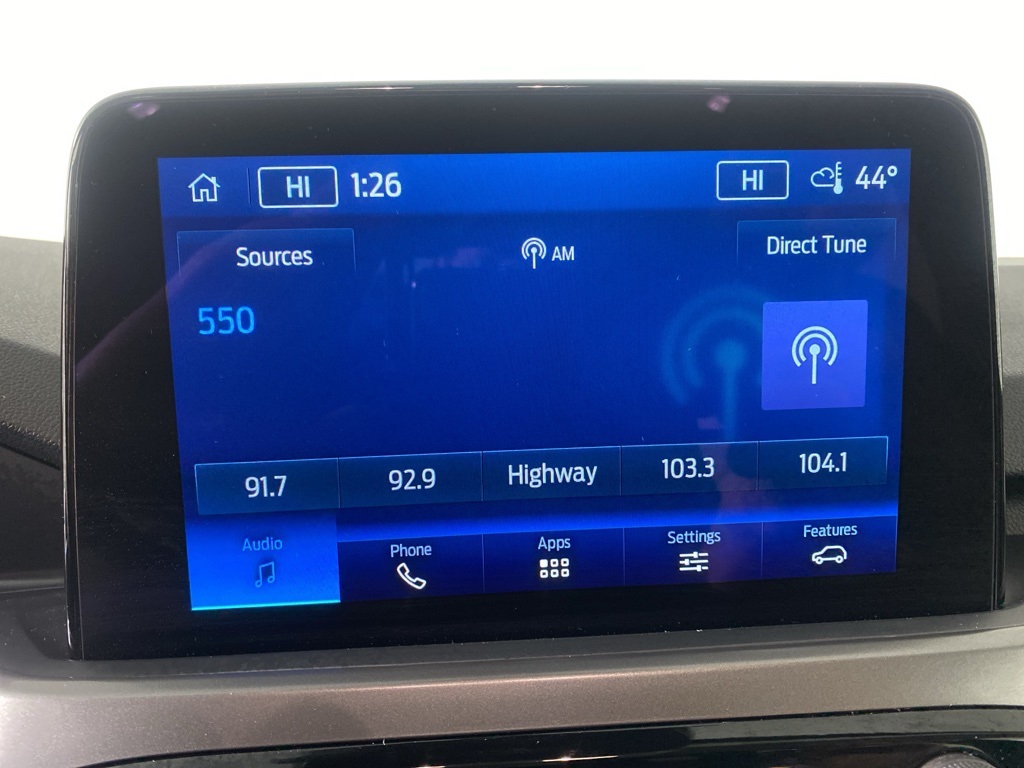 HI 1:26 HI 44°
Sources AM Direct Tune
550
91.7 92.9 Highway 103.3 104.1
Audio Phone Apps Settings Features